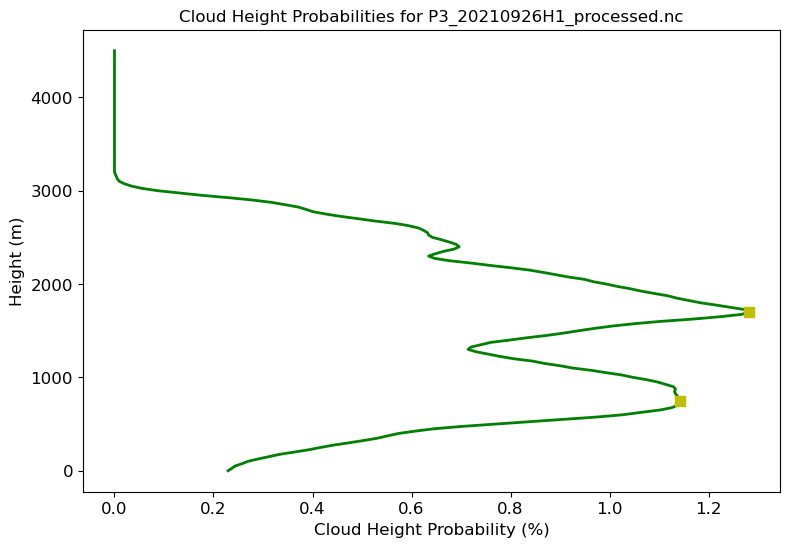 Cloud Height Probabilities for P3_20210926H1_processed.nc
Height (m)
4000
3000
2000
1000
0
0.0 0.2 0.4 0.6 0.8 1.0 1.2
Cloud Height Probability (%)